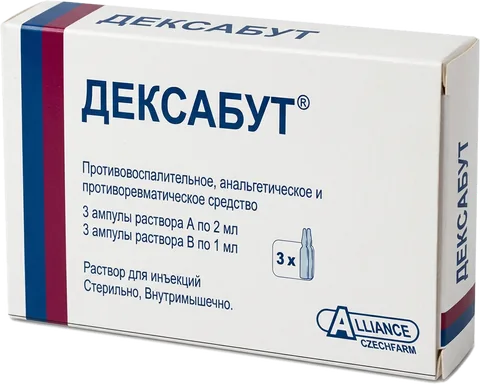 ДЕКСАБУТ
ДЕКСАБУТ®
Противовоспалительное, анальгетическое и
противоревматическое средство
3 ампулы раствора А по 2 мл
3 ампулы раствора В по 1 мл
3 x
Раствор для инъекций
Стерильно, Внутримышечно.
ALLIANCE
CZECHFARM
ДЕКСАБУТ